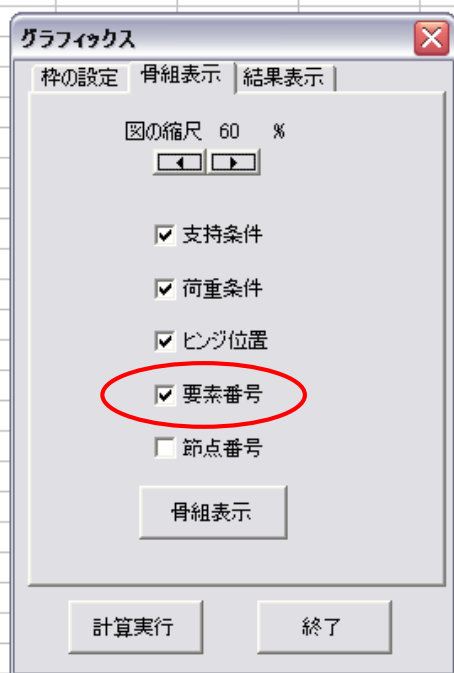 グラフィックス
枠の設定 骨組表示 結果表示
図の縮尺 60 %
支持条件
荷重条件
ヒンジ位置
要素番号
節点番号
骨組表示
計算実行 終了